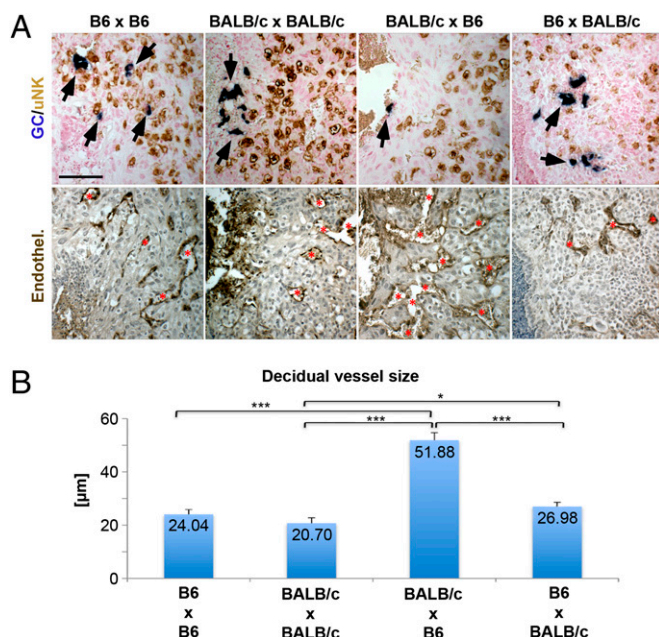 A
B6 x B6
BALB/c x BALB/c
BALB/c x B6
B6 x BALB/c
GC/uNK
Endothel.
* * * *
* * * * *
* * * * * * * * * *
* * *
B
Decidual vessel size
***
*
***
***
[µm]
60
40
20
0
24.04
20.70
51.88
26.98
B6
x
B6
BALB/c
x
BALB/c
BALB/c
x
B6
B6
x
BALB/c